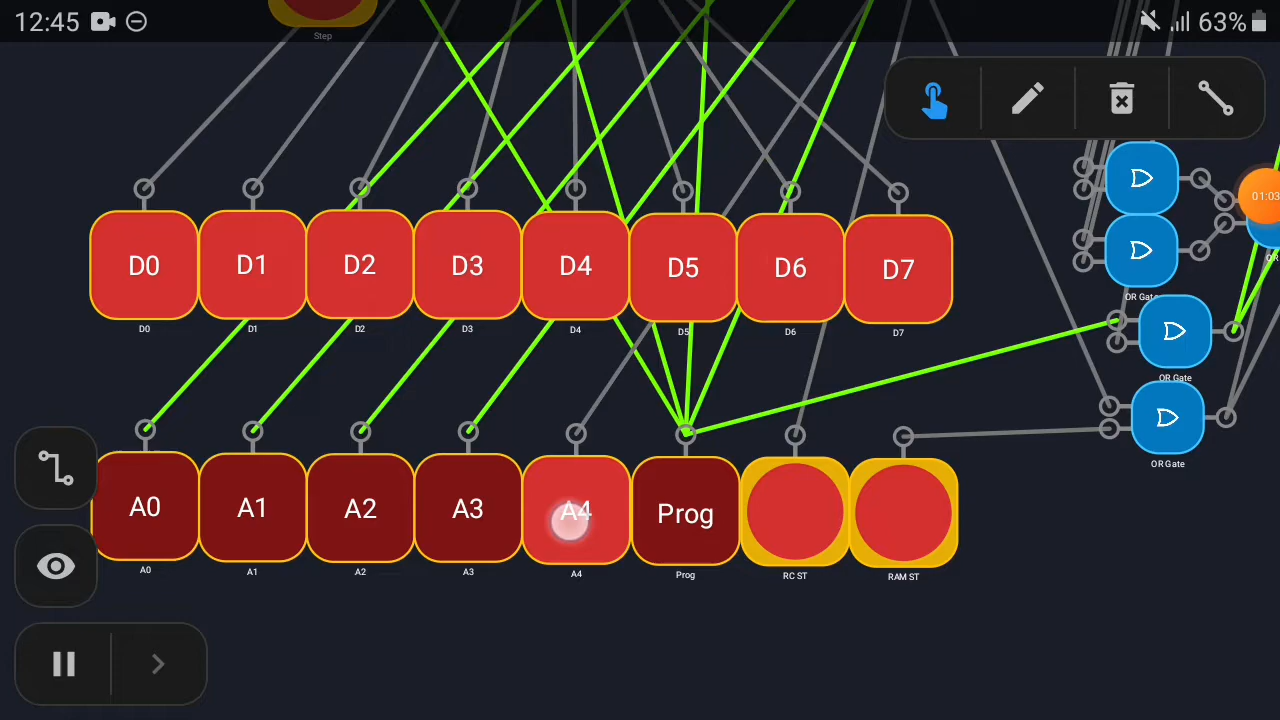 12:45
63%
Step
01:03
D0 D1 D2 D3 D4 D5 D6 D7
D0 D1 D2 D3 D4 D5 D6 D7
OR Gate
OR Gate
OR Gate
A0 A1 A2 A3 A4 Prog
A0 A1 A2 A3 A4 Prog RC ST RAM ST